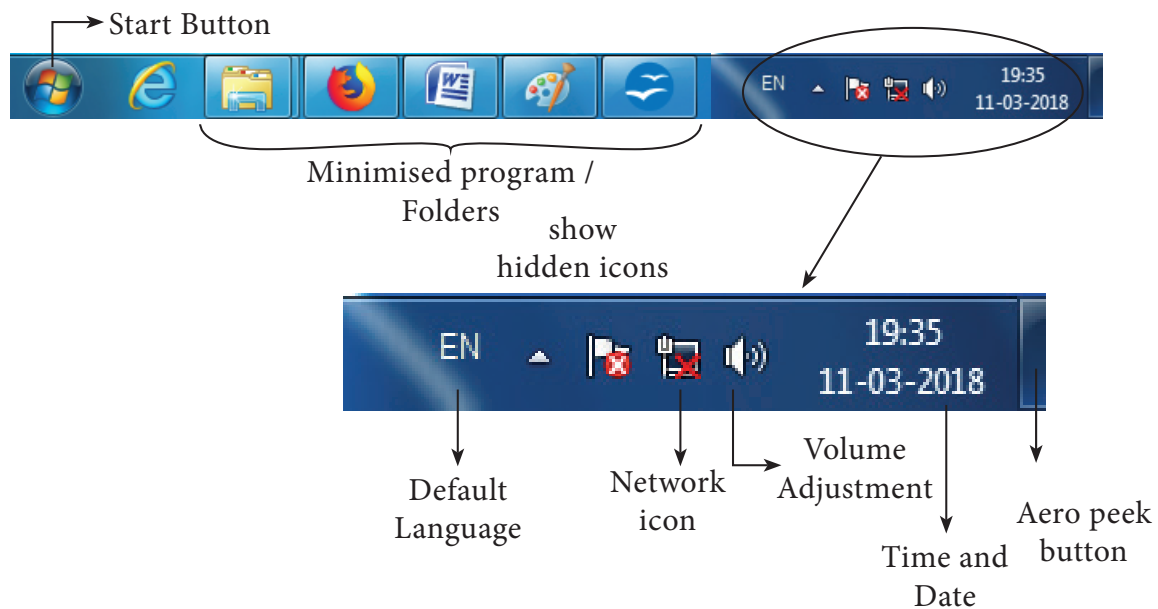 Start Button
EN
19:35
11-03-2018
Minimised program /
Folders
show
hidden icons
EN
19:35
11-03-2018
Default
Language
Network
icon
Volume
Adjustment
Time and
Date
Aero peek
button